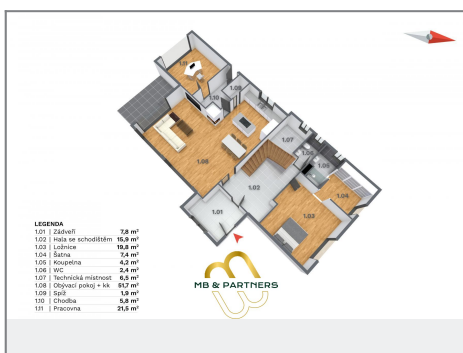 1.11
1.10
1.09
1.08
1.07
1.06
1.05
1.04
1.02
1.03
1.01
LEGENDA
1.01 | Zádveří 7,8 m²
1.02 | Hala se schodištěm 15,9 m²
1.03 | Ložnice 19,8 m²
1.04 | Šatna 7,4 m²
1.05 | Koupelna 4,2 m²
1.06 | WC 2,4 m²
1.07 | Technická místnost 6,5 m²
1.08 | Obývací pokoj + kk 51,7 m²
1.09 | Spíž 1,9 m²
1.10 | Chodba 5,8 m²
1.11 | Pracovna 21,5 m²
MB & PARTNERS